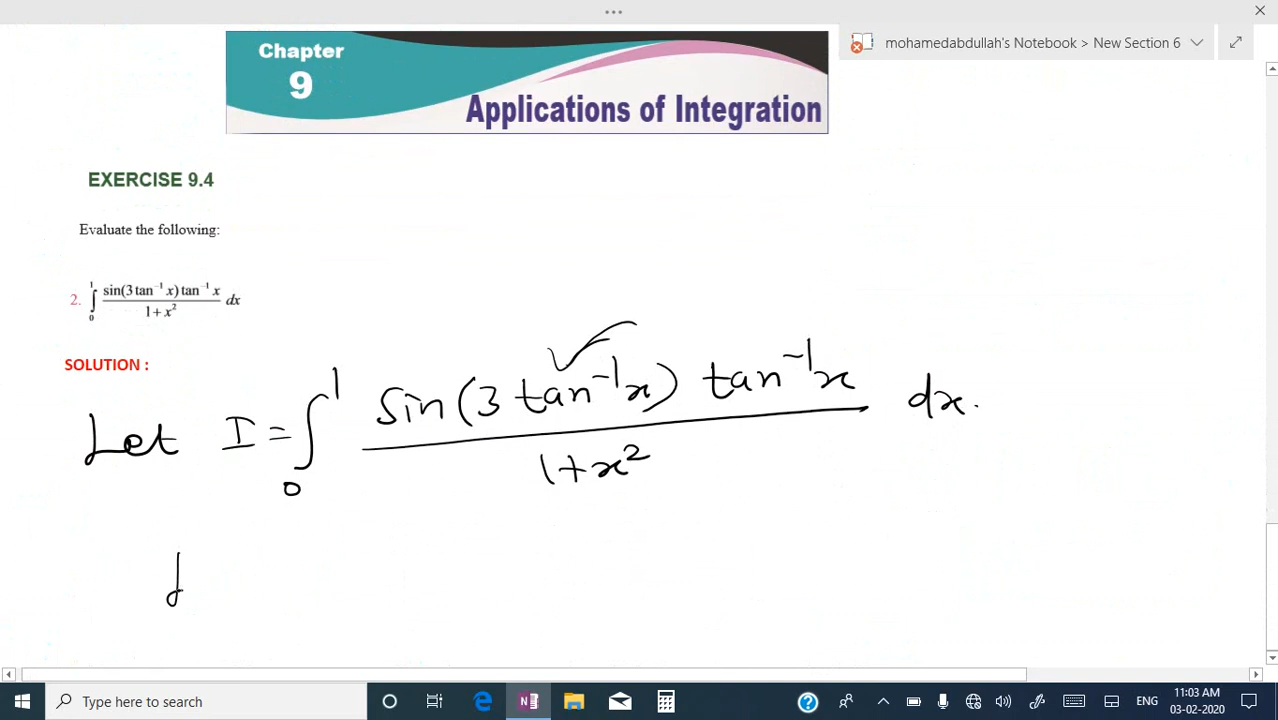 mohamedabdullah's Notebook > New Section 6
Chapter
9
Applications of Integration
EXERCISE 9.4
Evaluate the following:
2. ∫₀¹ sin(3 tan⁻¹ x) tan⁻¹ x / 1 + x² dx
SOLUTION :
Let I = ∫₀¹ sin(3 tan⁻¹x) tan⁻¹x / 1+x² dx.
Type here to search
ENG
11:03 AM
03-02-2020